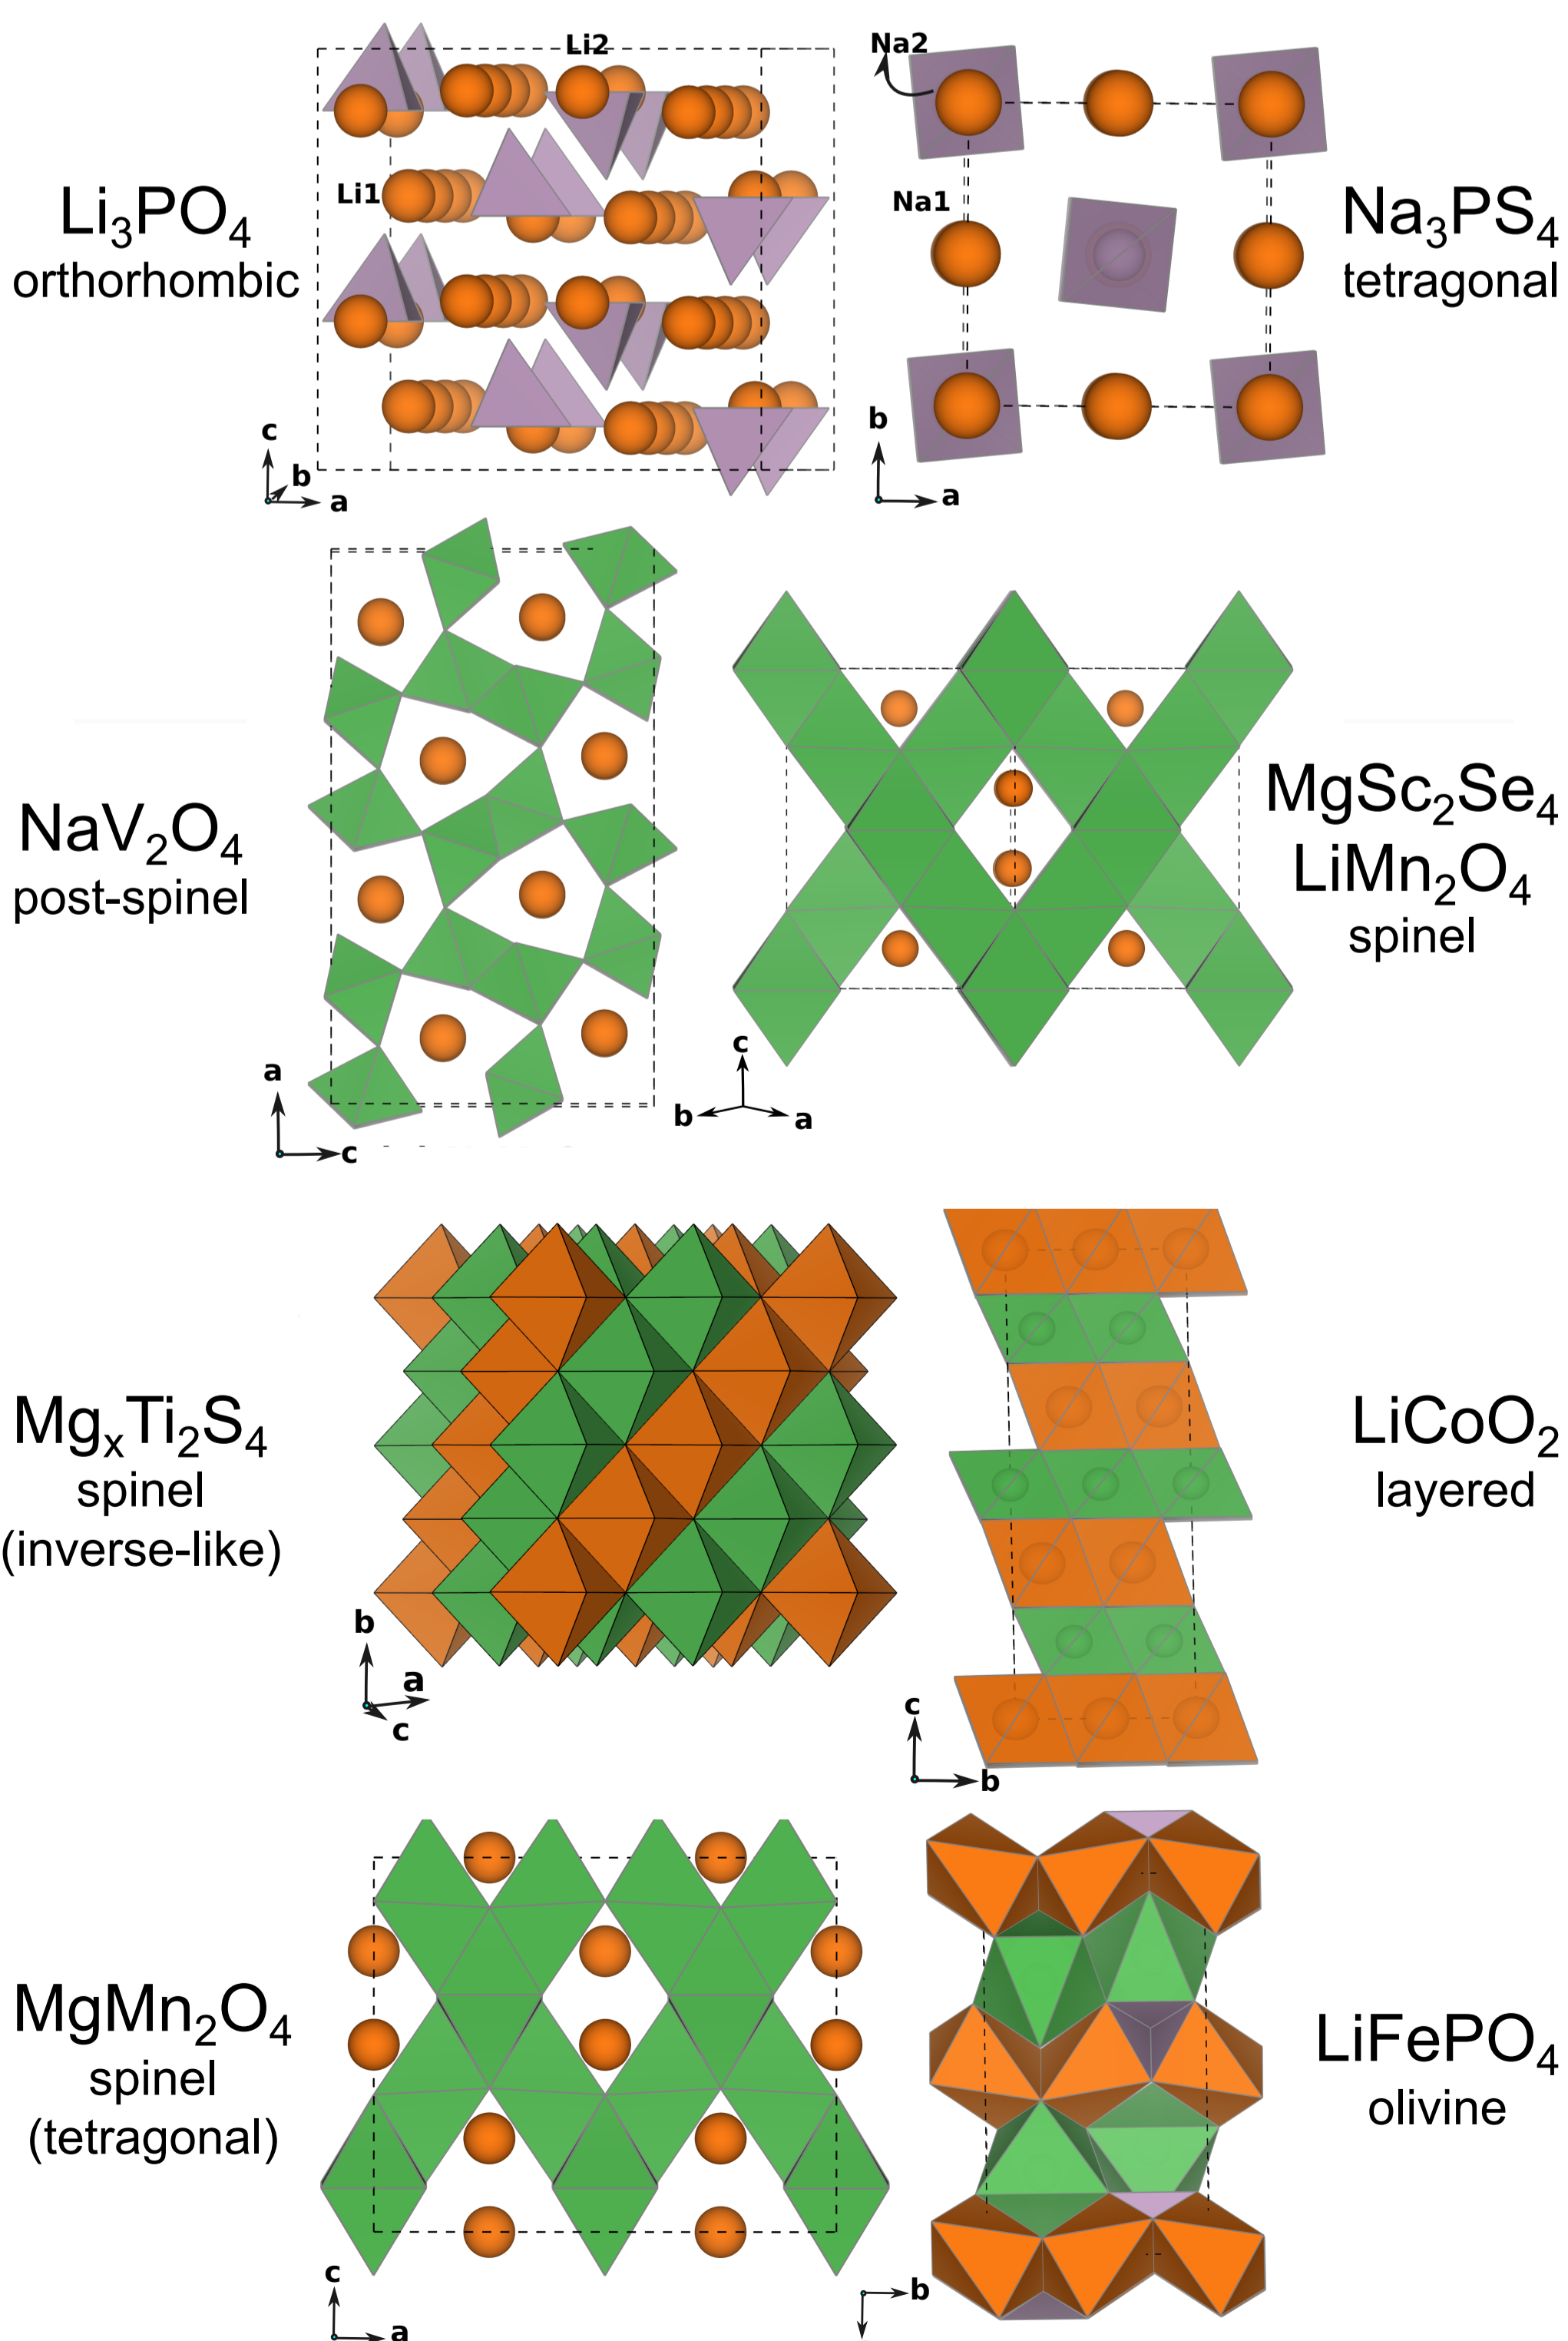 Li2
Li1
Li₃PO₄
orthorhombic
c
b
a
Na2
Na1
Na₃PS₄
tetragonal
b
a
NaV₂O₄
post-spinel
a
c
MgSc₂Se₄
LiMn₂O₄
spinel
c
b
a
MgₓTi₂S₄
spinel
(inverse-like)
b
a
c
LiCoO₂
layered
c
b
MgMn₂O₄
spinel
(tetragonal)
c
a
LiFePO₄
olivine
b